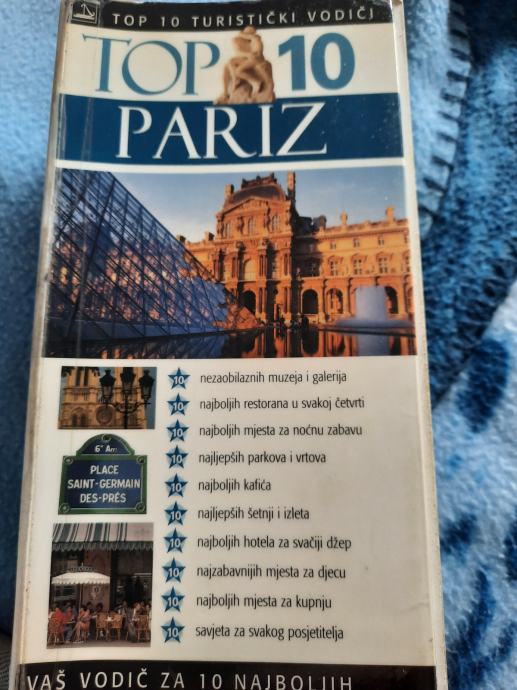 TOP 10 TURISTIČKI VODIČI
TOP 10
PARIZ
10 nezaobilaznih muzeja i galerija
10 najboljih restorana u svakoj četvrti
10 najboljih mjesta za noćnu zabavu
10 najljepših parkova i vrtova
10 najboljih kafića
10 najljepših šetnji i izleta
10 najboljih hotela za svačiji džep
10 najzabavnijih mjesta za djecu
10 najboljih mjesta za kupnju
10 savjeta za svakog posjetitelja
6e Arr
PLACE
SAINT-GERMAIN
DES-PRÉS
VAŠ VODIČ ZA 10 NAJBOLJIH